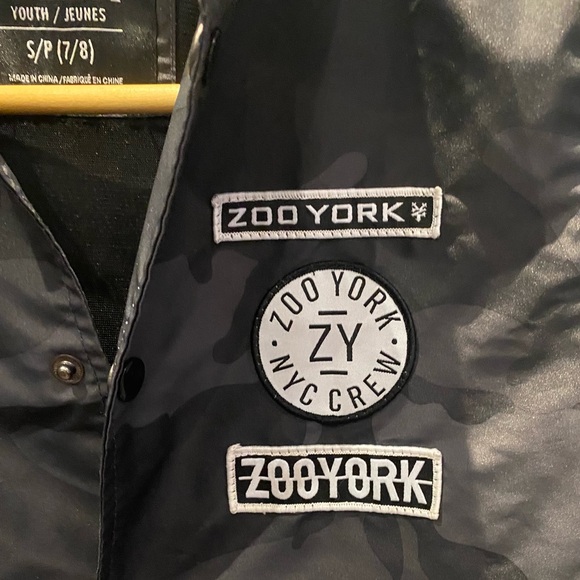 YOUTH / JEUNES
S/P (7/8)
MADE IN CHINA / FABRIQUÉ EN CHINE
ZOO YORK
ZOO YORK
ZY
NYC CREW
ZOOYORK